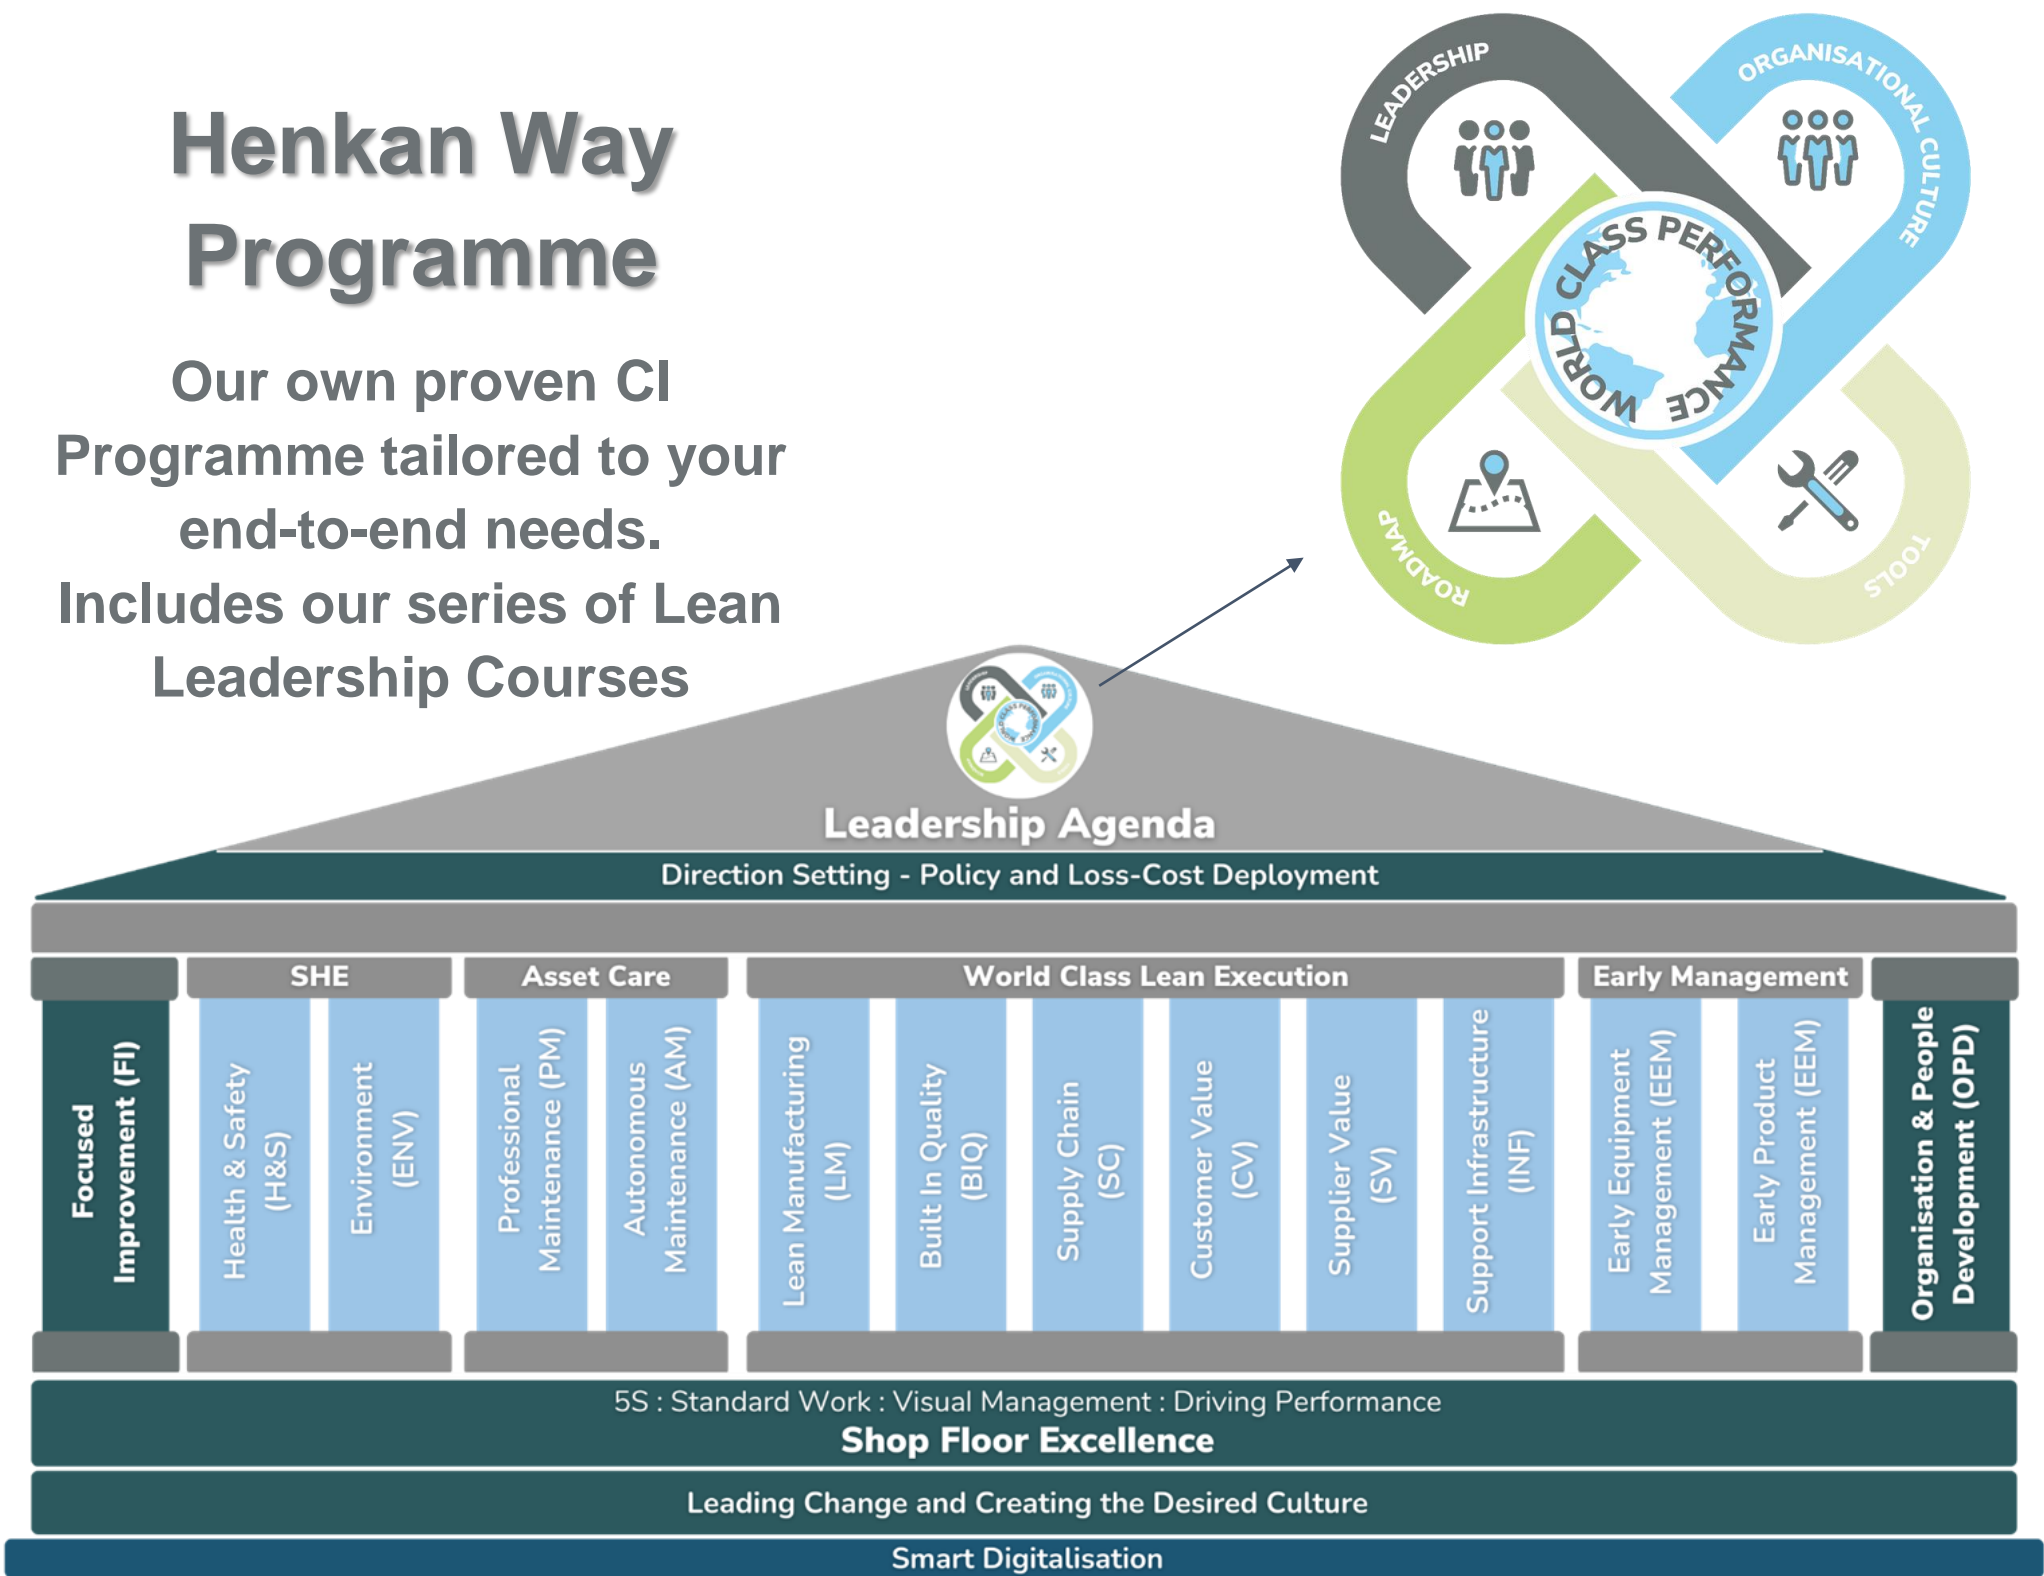 Henkan Way
Programme
Our own proven CI
Programme tailored to your
end-to-end needs.
Includes our series of Lean
Leadership Courses
LEADERSHIP
ORGANISATIONAL CULTURE
WORLD CLASS PERFORMANCE
ROADMAP
TOOLS
Leadership Agenda
Direction Setting - Policy and Loss-Cost Deployment
SHE
Asset Care
World Class Lean Execution
Early Management
Focused
Improvement (FI)
Health & Safety
(H&S)
Environment
(ENV)
Professional
Maintenance (PM)
Autonomous
Maintenance (AM)
Lean Manufacturing
(LM)
Built In Quality
(BIQ)
Supply Chain
(SC)
Customer Value
(CV)
Supplier Value
(SV)
Support Infrastructure
(INF)
Early Equipment
Management (EEM)
Early Product
Management (EEM)
Organisation & People
Development (OPD)
5S : Standard Work : Visual Management : Driving Performance
Shop Floor Excellence
Leading Change and Creating the Desired Culture
Smart Digitalisation